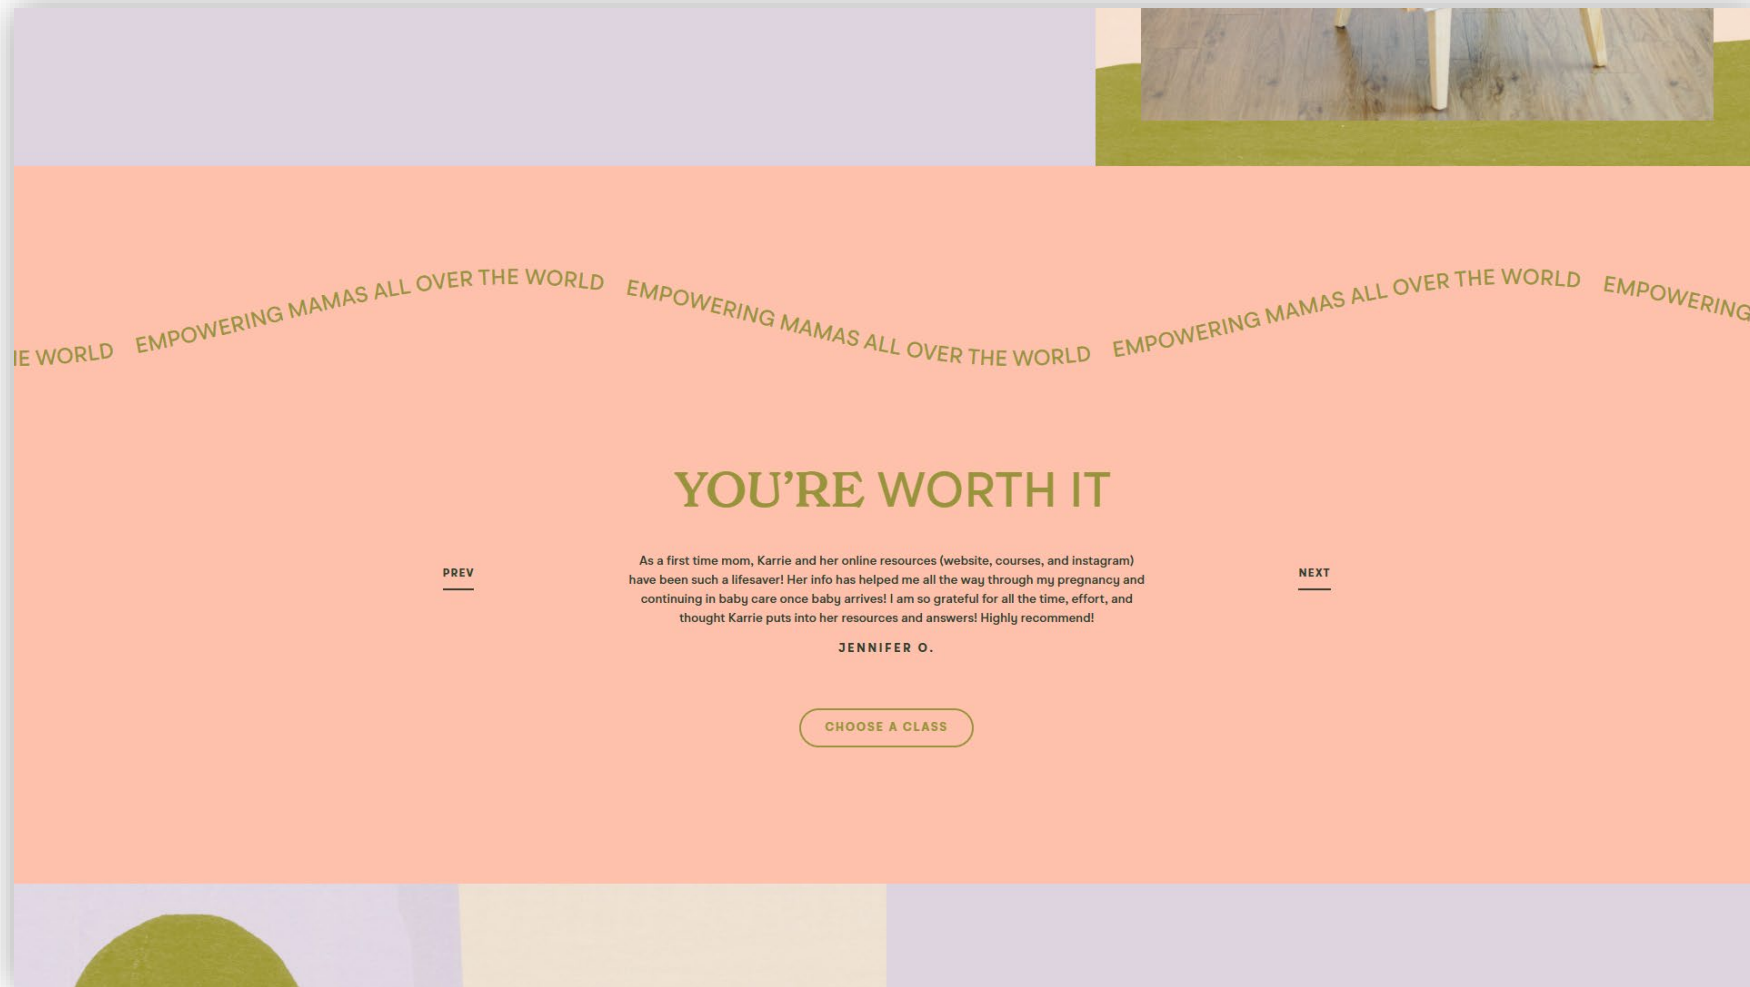 HE WORLD EMPOWERING MAMAS ALL OVER THE WORLD EMPOWERING MAMAS ALL OVER THE WORLD EMPOWERING MAMAS ALL OVER THE WORLD EMPOWERING
YOU'RE WORTH IT
As a first time mom, Karrie and her online resources (website, courses, and instagram)
have been such a lifesaver! Her info has helped me all the way through my pregnancy and
continuing in baby care once baby arrives! I am so grateful for all the time, effort, and
thought Karrie puts into her resources and answers! Highly recommend!
PREV
NEXT
JENNIFER O.
CHOOSE A CLASS